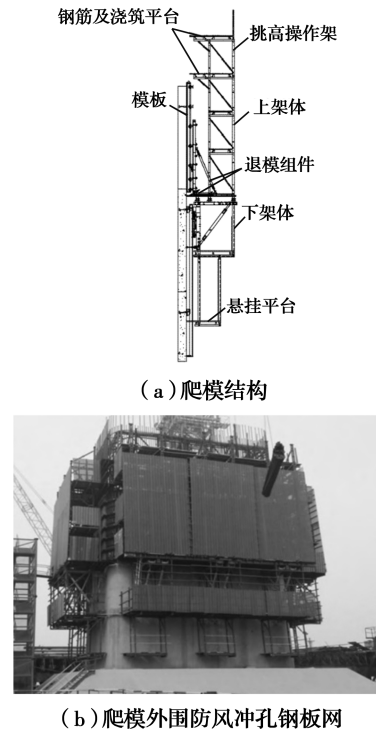 钢筋及浇筑平台
挑高操作架
模板
上架体
退模组件
下架体
悬挂平台
（a）爬模结构
（b）爬模外围防风冲孔钢板网